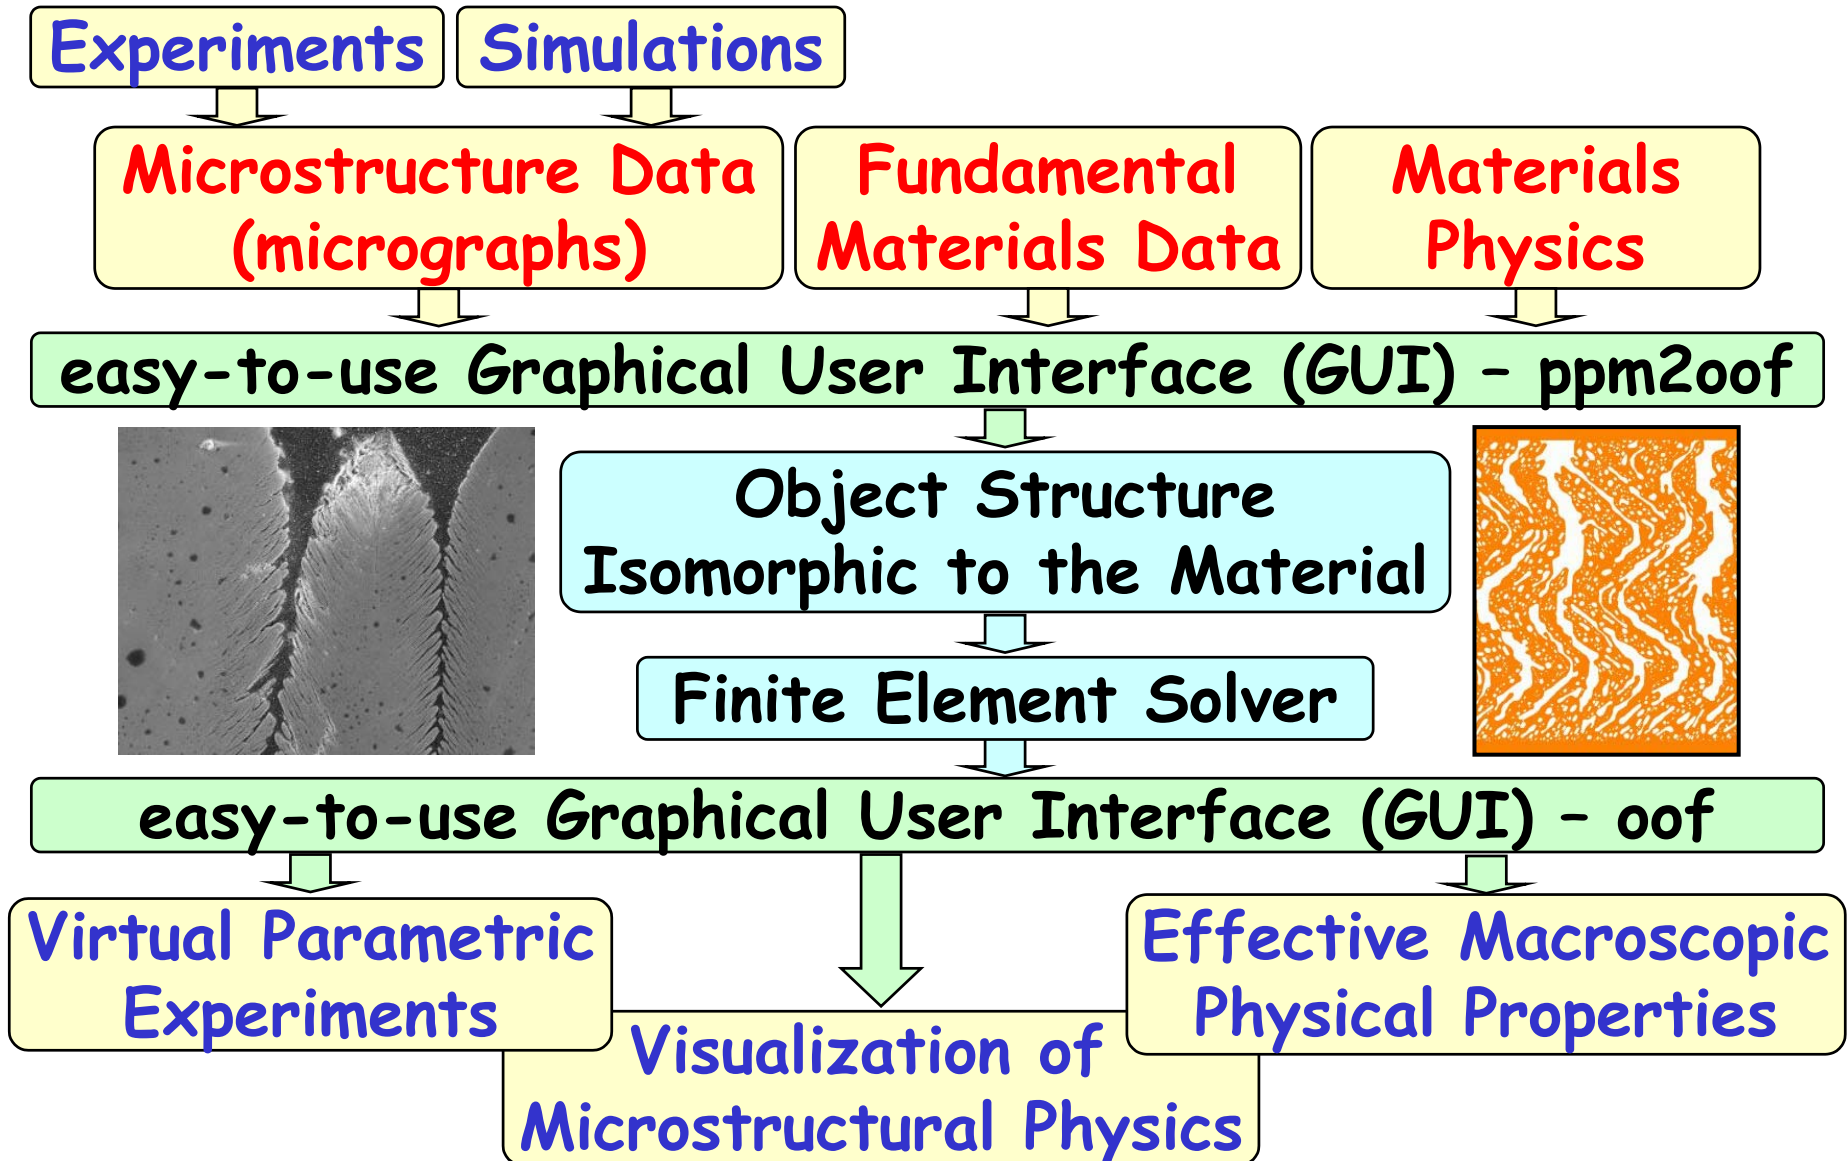 Experiments
Simulations
Microstructure Data
(micrographs)
Fundamental
Materials Data
Materials
Physics
easy-to-use Graphical User Interface (GUI) – ppm2oof
Object Structure
Isomorphic to the Material
Finite Element Solver
easy-to-use Graphical User Interface (GUI) – oof
Virtual Parametric
Experiments
Effective Macroscopic
Physical Properties
Visualization of
Microstructural Physics